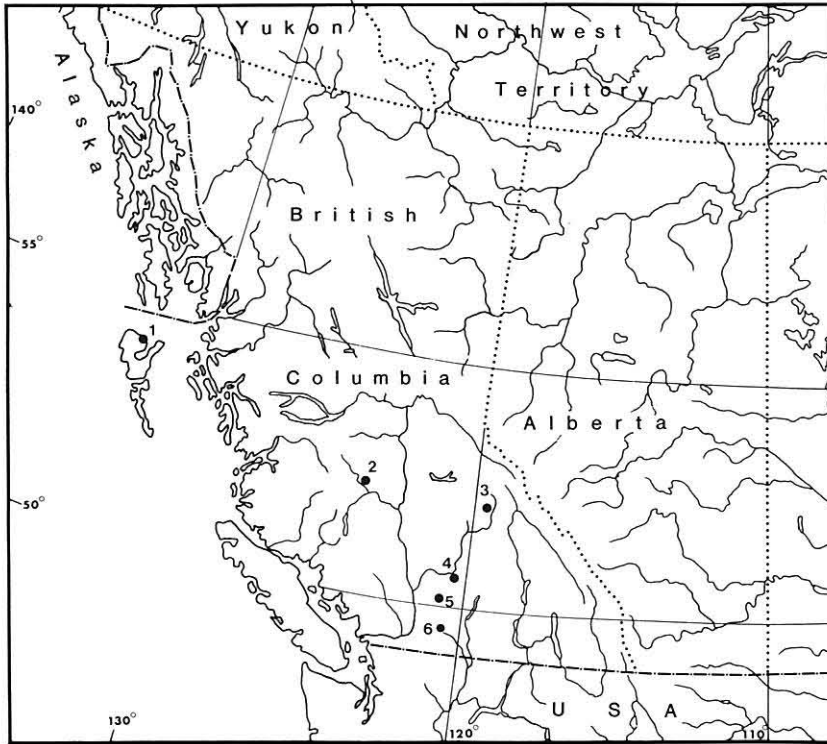 Yukon
Northwest
Territory
Alaska
140°
British
55°
1
Columbia
Alberta
2
3
50°
4
5
6
U S A
130°
120°
110°